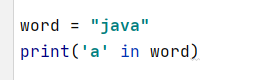 word = "java"
print('a' in word)